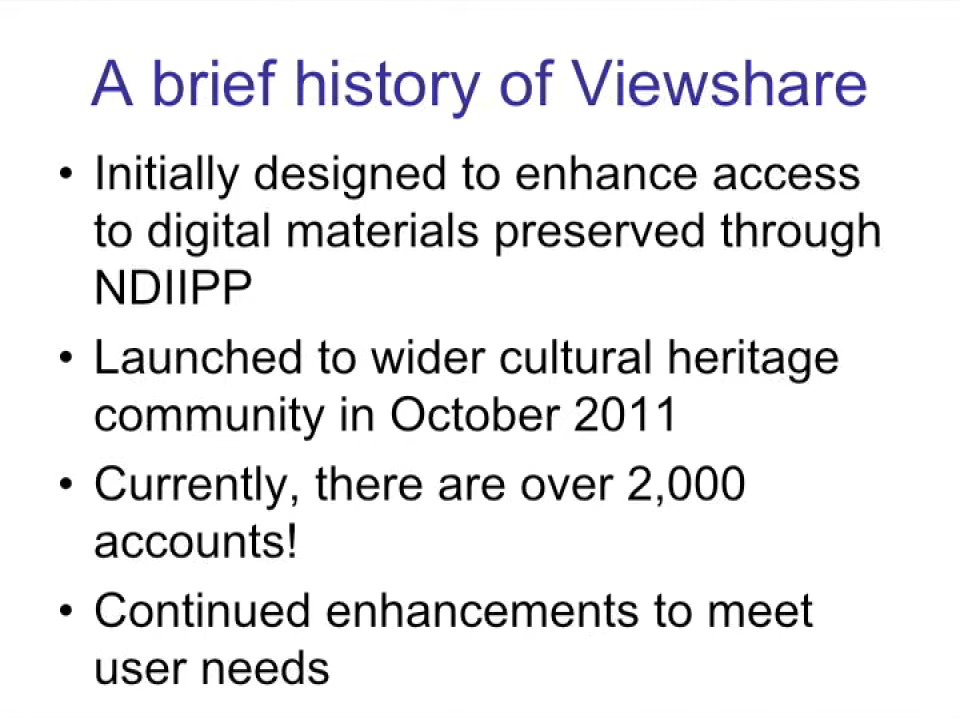 A brief history of Viewshare
• Initially designed to enhance access
to digital materials preserved through
NDIIPP
• Launched to wider cultural heritage
community in October 2011
• Currently, there are over 2,000
accounts!
• Continued enhancements to meet
user needs